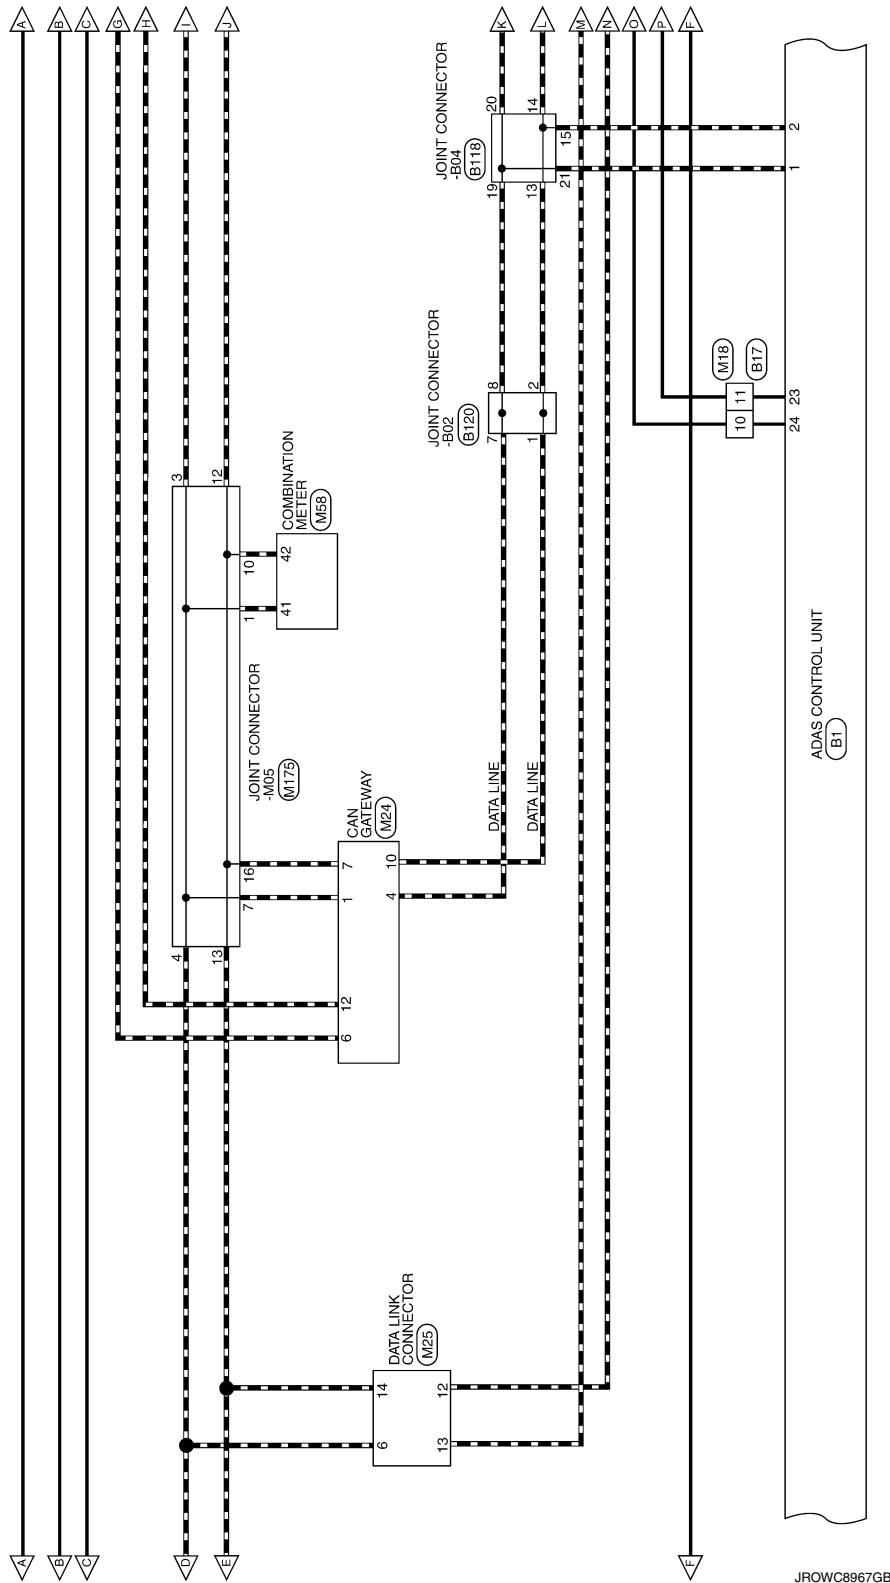 A
B
C
G
H
I
J
K
L
M
N
O
P
F
JOINT CONNECTOR
-B04
B118
20
14
15
19
13
21
2
1
JOINT CONNECTOR
-B02
B120
8
2
7
1
M18
B17
11
10
23
24
3
12
COMBINATION
METER
M58
10
42
1
41
JOINT CONNECTOR
-M05
M175
16
7
4
13
CAN
GATEWAY
M24
7
1
10
4
12
6
DATA LINE
DATA LINE
ADAS CONTROL UNIT
B1
DATA LINK
CONNECTOR
M25
14
12
6
13
A
B
C
D
E
F
JROWC8967GB